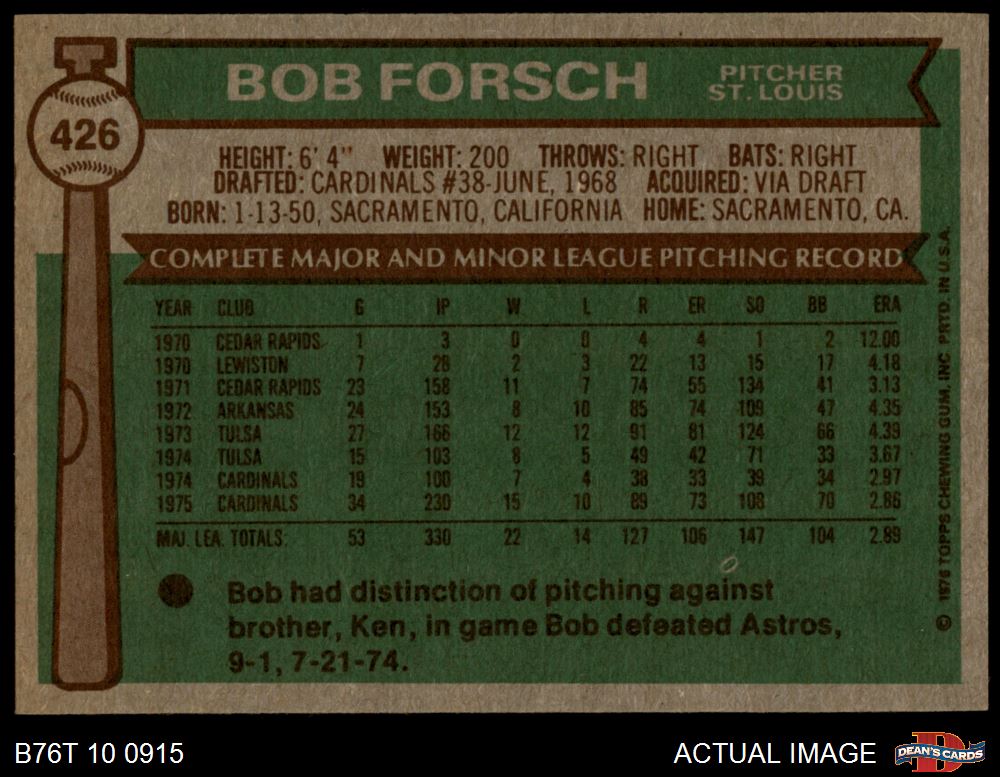 426
BOB FORSCH
PITCHER
ST. LOUIS
HEIGHT: 6' 4" WEIGHT: 200 THROWS: RIGHT BATS: RIGHT
DRAFTED: CARDINALS #38-JUNE, 1968 ACQUIRED: VIA DRAFT
BORN: 1-13-50, SACRAMENTO, CALIFORNIA HOME: SACRAMENTO, CA.
COMPLETE MAJOR AND MINOR LEAGUE PITCHING RECORD
YEAR CLUB G IP W L R ER SO BB ERA
1970 CEDAR RAPIDS 1 3 0 0 4 4 1 2 12.00
1970 LEWISTON 7 28 2 3 22 13 15 17 4.18
1971 CEDAR RAPIDS 23 158 11 7 74 55 134 41 3.13
1972 ARKANSAS 24 153 8 10 85 74 109 47 4.35
1973 TULSA 27 166 12 12 91 81 124 66 4.39
1974 TULSA 15 103 8 5 49 42 71 33 3.67
1974 CARDINALS 19 100 7 4 38 33 39 34 2.97
1975 CARDINALS 34 230 15 10 89 73 108 70 2.86
MAJ. LEA. TOTALS: 53 330 22 14 127 106 147 104 2.89
Bob had distinction of pitching against
brother, Ken, in game Bob defeated Astros,
9-1, 7-21-74.
© 1976 TOPPS CHEWING GUM, INC PRTD. IN U.S.A.
B76T 10 0915
ACTUAL IMAGE
DEAN'S CARDS